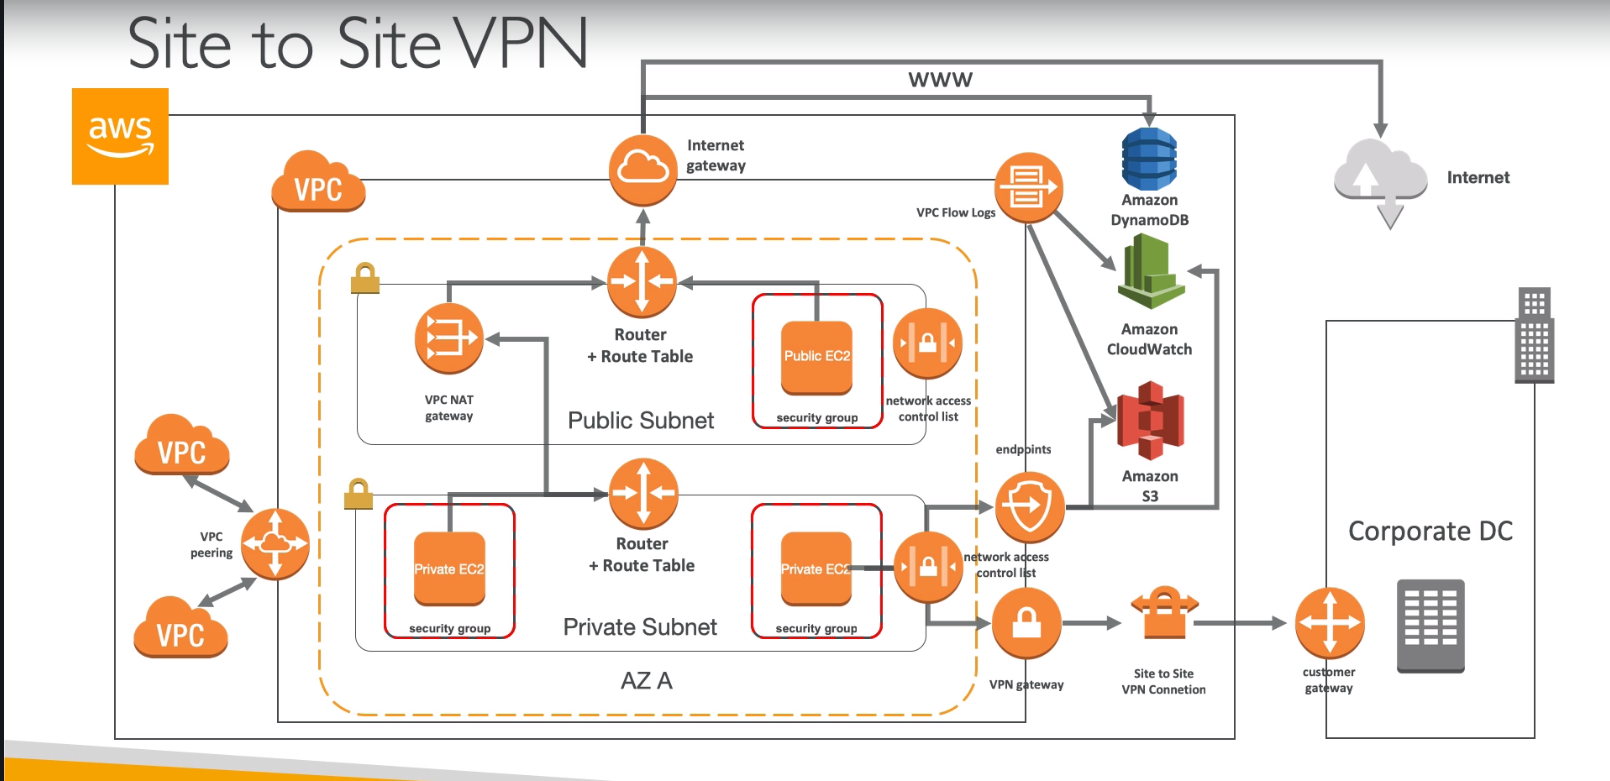 Site to Site VPN
WWW
aws
Internet
gateway
VPC
VPC Flow Logs
Amazon
DynamoDB
Internet
Amazon
CloudWatch
Router
+ Route Table
Public EC2
security group
network access
control list
VPC NAT
gateway
Public Subnet
endpoints
Amazon
S3
VPC
VPC
peering
VPC
Router
+ Route Table
Private EC2
security group
Private EC2
security group
network access
control list
Private Subnet
AZ A
VPN gateway
Site to Site
VPN Connetion
Corporate DC
customer
gateway